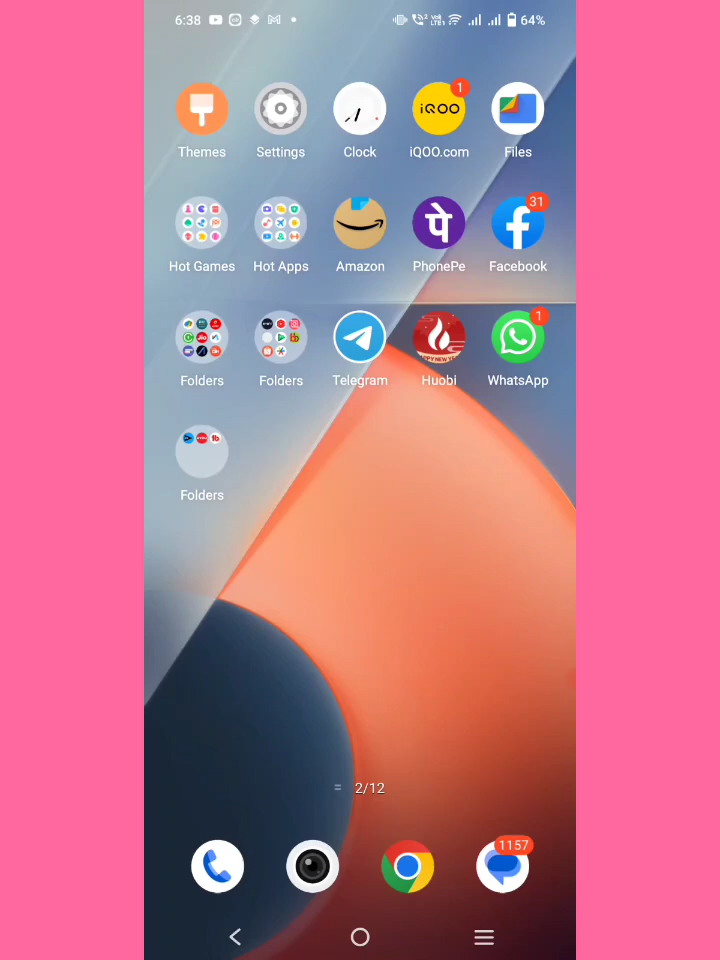 6:38 64%
iQOO 1
Themes Settings Clock iQOO.com Files
पे 31
Hot Games Hot Apps Amazon PhonePe Facebook
1
Folders Folders Telegram Huobi WhatsApp
Folders
2/12
1157